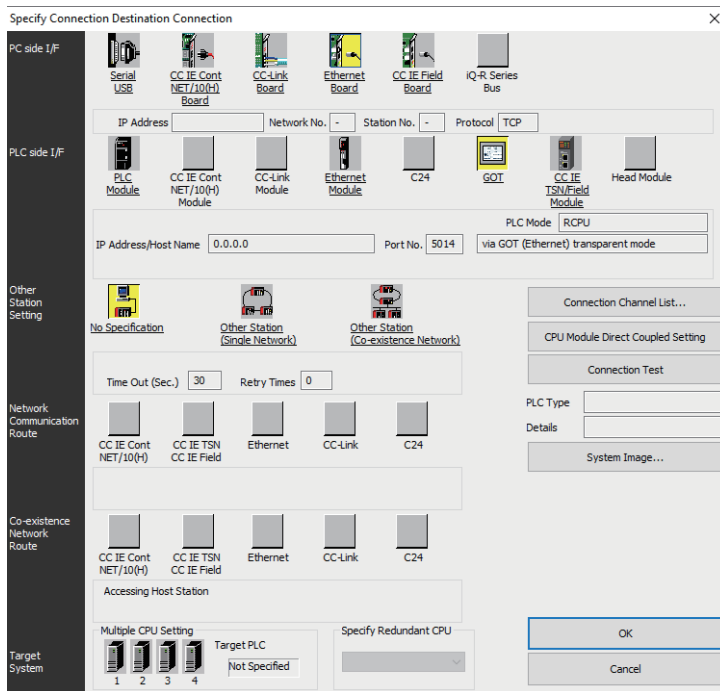 Specify Connection Destination Connection
PC side I/F
Serial
USB
CC IE Cont
NET/10(H)
Board
CC-Link
Board
Ethernet
Board
CC IE Field
Board
iQ-R Series
Bus
IP Address
Network No. -
Station No. -
Protocol TCP
PLC side I/F
PLC
Module
CC IE Cont
NET/10(H)
Module
CC-Link
Module
Ethernet
Module
C24
GOT
CC IE
TSN/Field
Module
Head Module
PLC Mode RCPU
IP Address/Host Name 0.0.0.0
Port No. 5014
via GOT (Ethernet) transparent mode
Other
Station
Setting
No Specification
Other Station
(Single Network)
Other Station
(Co-existence Network)
Time Out (Sec.) 30
Retry Times 0
Connection Channel List...
CPU Module Direct Coupled Setting
Connection Test
PLC Type
Details
System Image...
Network
Communication
Route
CC IE Cont
NET/10(H)
CC IE TSN
CC IE Field
Ethernet
CC-Link
C24
Co-existence
Network
Route
CC IE Cont
NET/10(H)
CC IE TSN
CC IE Field
Ethernet
CC-Link
C24
Accessing Host Station
Target
System
Multiple CPU Setting
1 2 3 4
Target PLC
Not Specified
Specify Redundant CPU
OK
Cancel